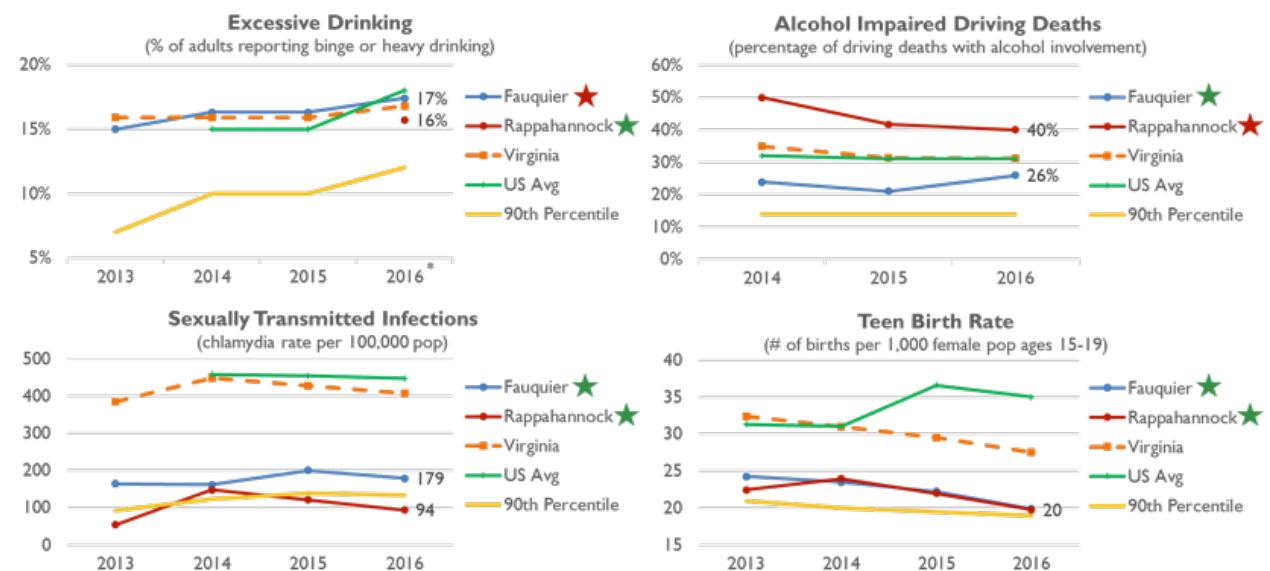 Excessive Drinking
(% of adults reporting binge or heavy drinking)
20%
15%
10%
5%
2013
2014
2015
2016 *
17%
16%
Fauquier
Rappahannock
Virginia
US Avg
90th Percentile
Alcohol Impaired Driving Deaths
(percentage of driving deaths with alcohol involvement)
60%
50%
40%
30%
20%
10%
0%
2014
2015
2016
40%
26%
Fauquier
Rappahannock
Virginia
US Avg
90th Percentile
Sexually Transmitted Infections
(chlamydia rate per 100,000 pop)
500
400
300
200
100
0
2013
2014
2015
2016
179
94
Fauquier
Rappahannock
Virginia
US Avg
90th Percentile
Teen Birth Rate
(# of births per 1,000 female pop ages 15-19)
40
35
30
25
20
15
2013
2014
2015
2016
20
Fauquier
Rappahannock
Virginia
US Avg
90th Percentile